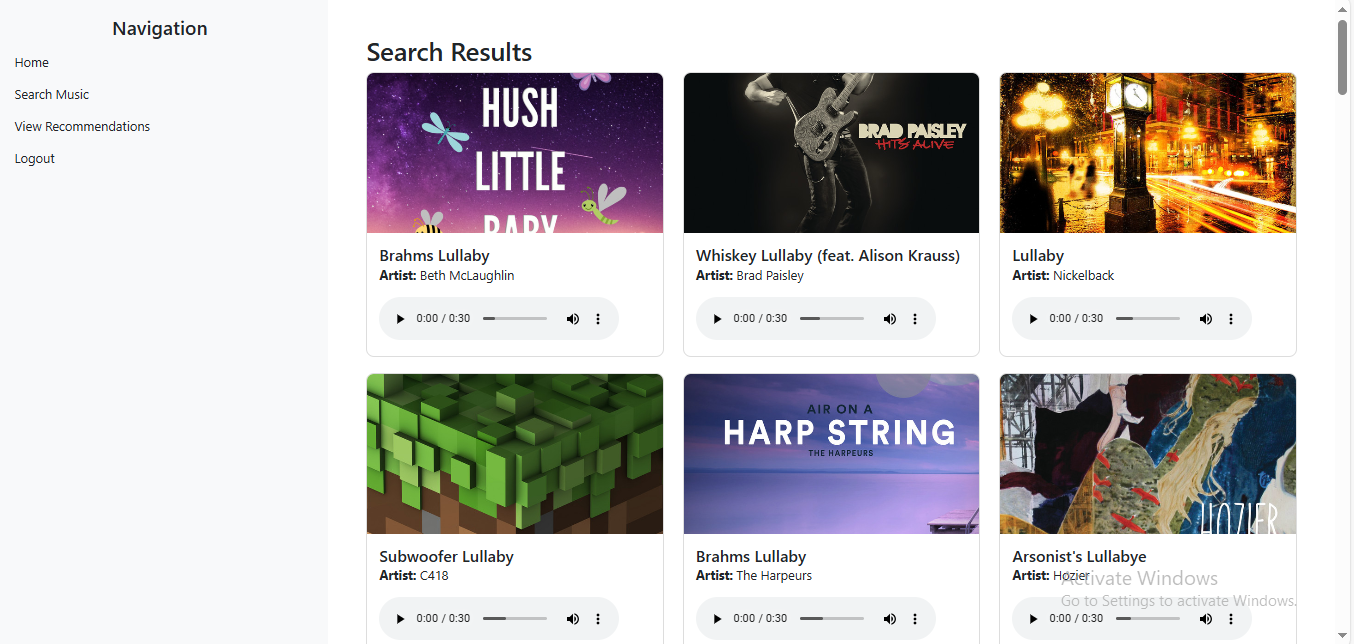 Navigation
Home
Search Music
View Recommendations
Logout
Search Results
HUSH
LITTLE
BABY
Brahms Lullaby
Artist: Beth McLaughlin
0:00 / 0:30
BRAD PAISLEY
HITS ALIVE
Whiskey Lullaby (feat. Alison Krauss)
Artist: Brad Paisley
0:00 / 0:30
Lullaby
Artist: Nickelback
0:00 / 0:30
Subwoofer Lullaby
Artist: C418
0:00 / 0:30
AIR ON A
HARP STRING
THE HARPEURS
Brahms Lullaby
Artist: The Harpeurs
0:00 / 0:30
HOZIER
Arsonist's Lullabye
Artist: Hozier
0:00 / 0:30
Activate Windows
Go to Settings to activate Windows.